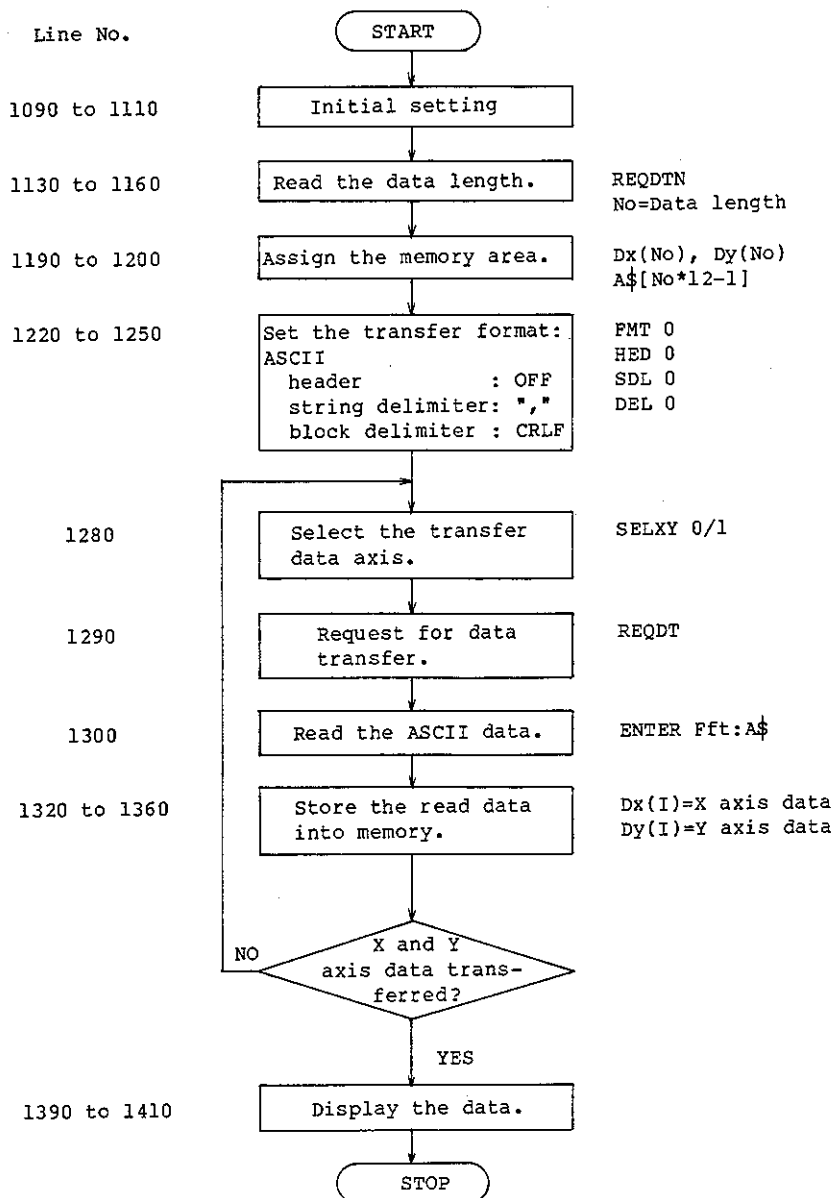 Line No.
START
1090 to 1110
Initial setting
1130 to 1160
Read the data length.
REQDTN
No=Data length
1190 to 1200
Assign the memory area.
Dx(No), Dy(No)
A$[No*12-1]
1220 to 1250
Set the transfer format:
ASCII
header : OFF
string delimiter: ","
block delimiter : CRLF
FMT 0
HED 0
SDL 0
DEL 0
1280
Select the transfer
data axis.
SELXY 0/1
1290
Request for data
transfer.
REQDT
1300
Read the ASCII data.
ENTER Fft:A$
1320 to 1360
Store the read data
into memory.
Dx(I)=X axis data
Dy(I)=Y axis data
NO
X and Y
axis data trans-
ferred?
YES
1390 to 1410
Display the data.
STOP